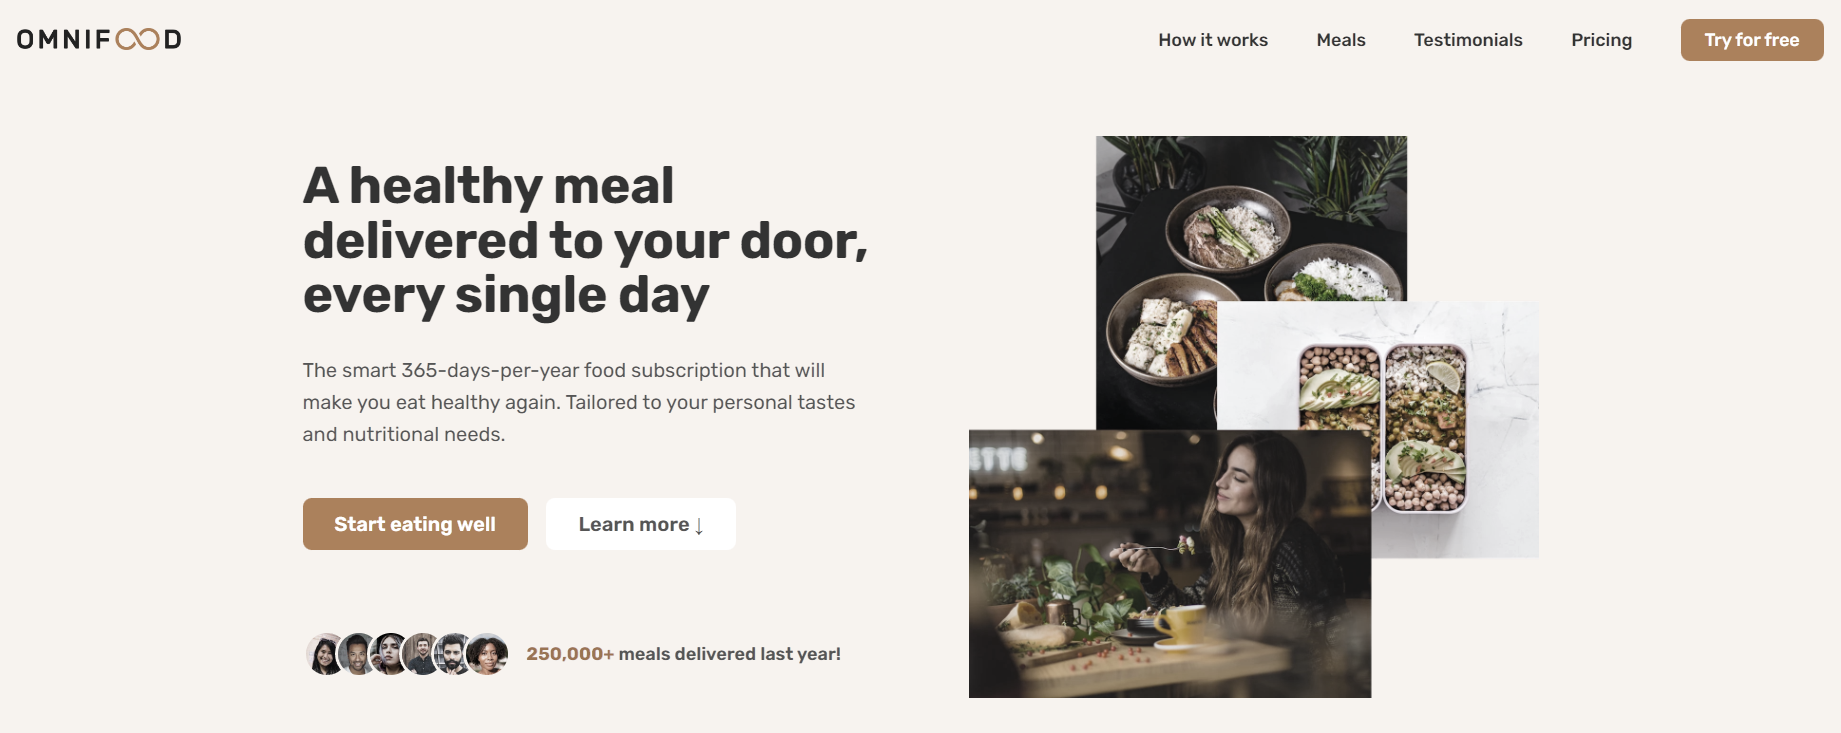 OMNIFOOD
How it works
Meals
Testimonials
Pricing
Try for free
A healthy meal
delivered to your door,
every single day
The smart 365-days-per-year food subscription that will
make you eat healthy again. Tailored to your personal tastes
and nutritional needs.
Start eating well
Learn more ↓
250,000+ meals delivered last year!